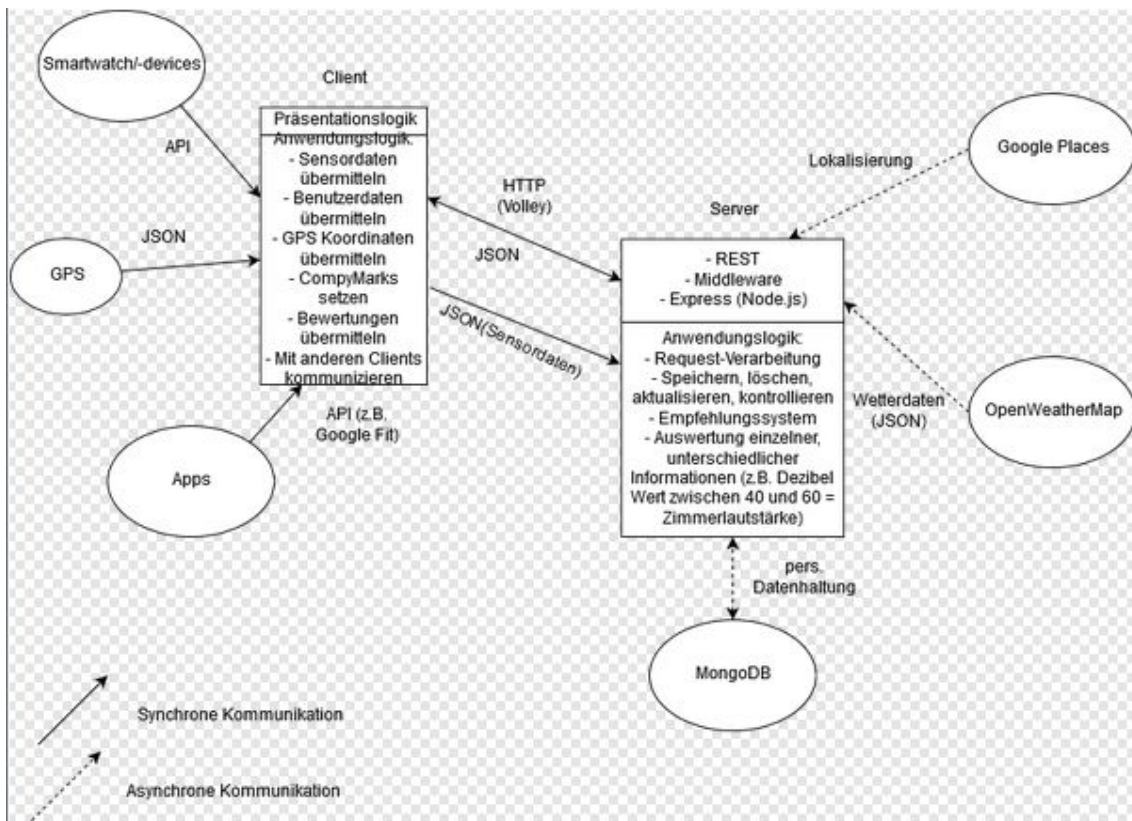 Smartwatch/-devices
Client
Präsentationslogik
Anwendungslogik:
- Sensordaten
übermitteln
- Benutzerdaten
übermitteln
- GPS Koordinaten
übermitteln
- CompyMarks
setzen
- Bewertungen
übermitteln
- Mit anderen Clients
kommunizieren
API
JSON
GPS
API (z.B.
Google Fit)
Apps
HTTP
(Volley)
JSON
JSON(Sensordaten)
Server
- REST
- Middleware
- Express (Node.js)
Anwendungslogik:
- Request-Verarbeitung
- Speichern, löschen,
aktualisieren, kontrollieren
- Empfehlungssystem
- Auswertung einzelner,
unterschiedlicher
Informationen (z.B. Dezibel
Wert zwischen 40 und 60 =
Zimmerlautstärke)
Lokalisierung
Google Places
Wetterdaten
(JSON)
OpenWeatherMap
pers.
Datenhaltung
MongoDB
Synchrone Kommunikation
Asynchrone Kommunikation